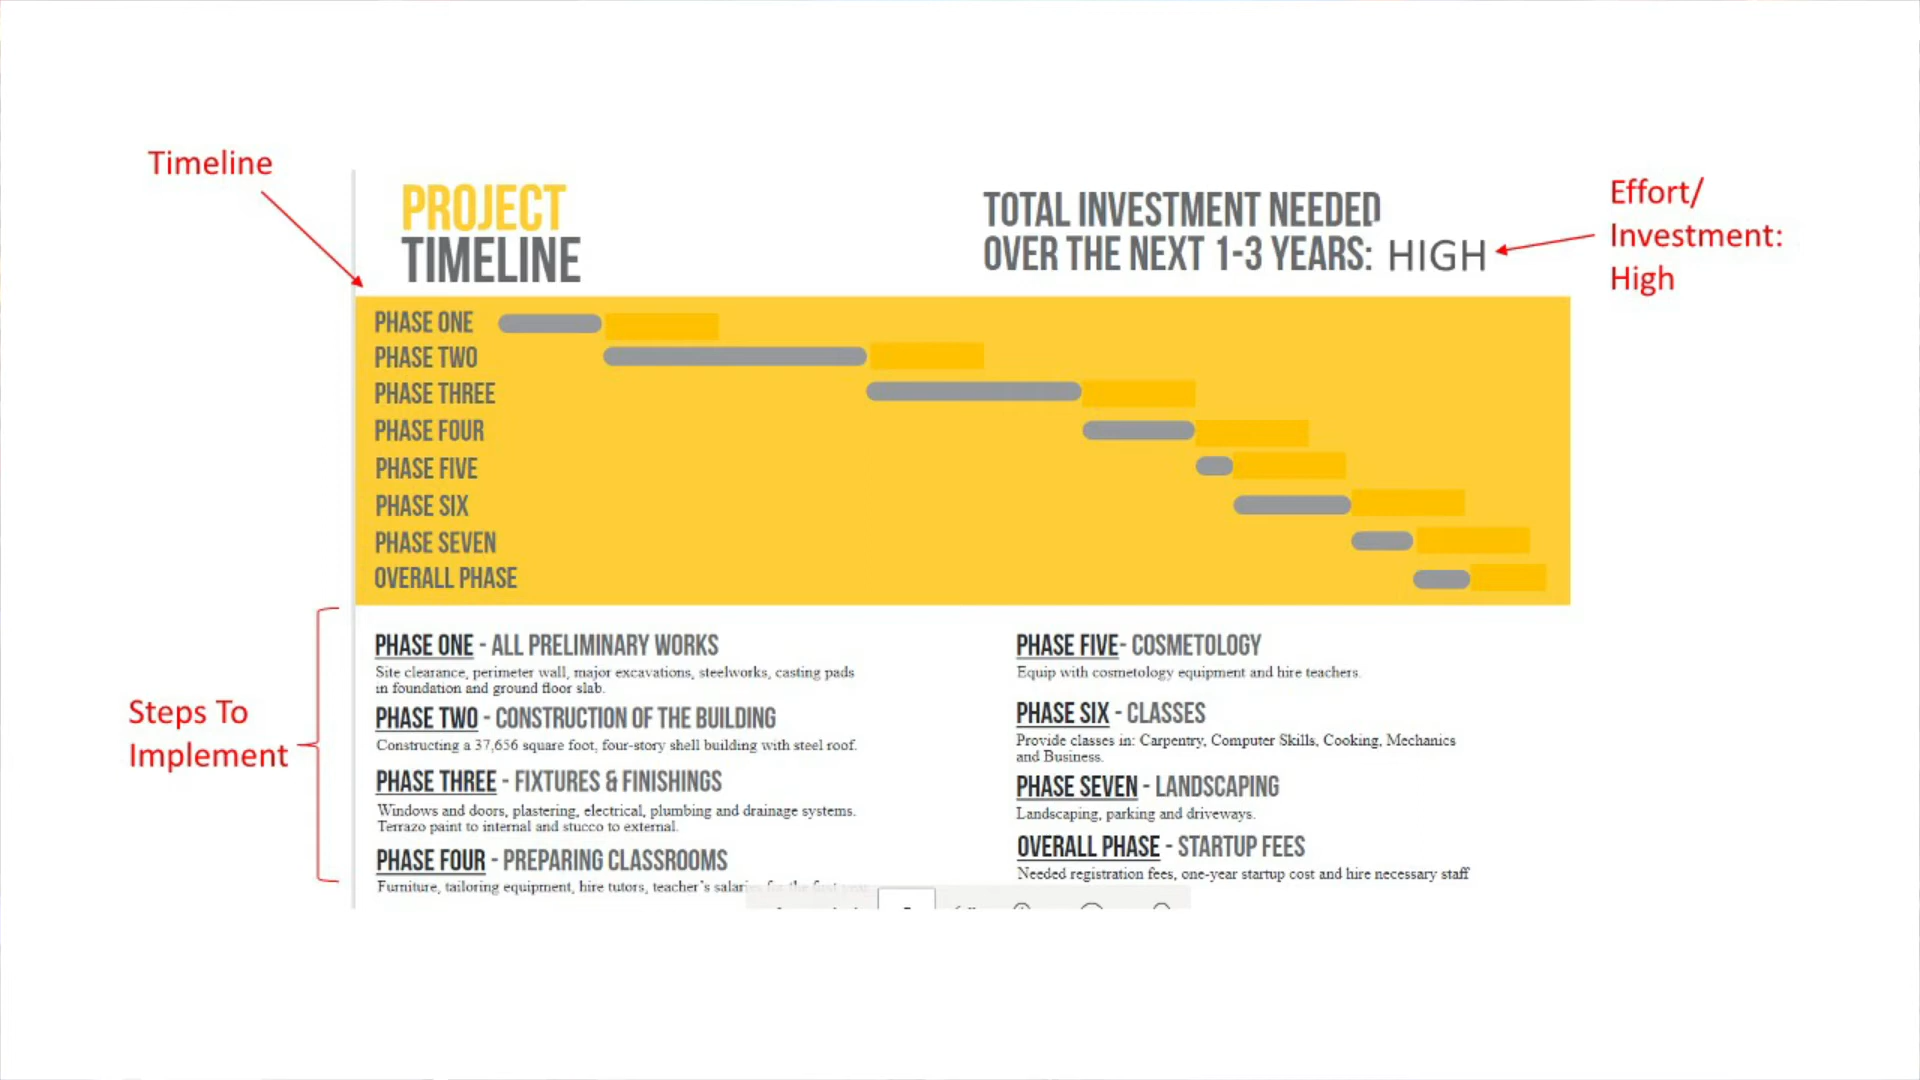 Timeline
PROJECT
TIMELINE
TOTAL INVESTMENT NEEDED
OVER THE NEXT 1-3 YEARS: HIGH
Effort/
Investment:
High
PHASE ONE
PHASE TWO
PHASE THREE
PHASE FOUR
PHASE FIVE
PHASE SIX
PHASE SEVEN
OVERALL PHASE
Steps To
Implement
PHASE ONE - ALL PRELIMINARY WORKS
Site clearance, perimeter wall, major excavations, steelworks, casting pads
in foundation and ground floor slab.
PHASE TWO - CONSTRUCTION OF THE BUILDING
Constructing a 37,656 square foot, four-story shell building with steel roof.
PHASE THREE - FIXTURES & FINISHINGS
Windows and doors, plastering, electrical, plumbing and drainage systems.
Terrazo paint to internal and stucco to external.
PHASE FOUR - PREPARING CLASSROOMS
Furniture, tailoring equipment, hire tutors, teacher's salaries for the first year
PHASE FIVE- COSMETOLOGY
Equip with cosmetology equipment and hire teachers.
PHASE SIX - CLASSES
Provide classes in: Carpentry, Computer Skills, Cooking, Mechanics
and Business.
PHASE SEVEN - LANDSCAPING
Landscaping, parking and driveways.
OVERALL PHASE - STARTUP FEES
Needed registration fees, one-year startup cost and hire necessary staff